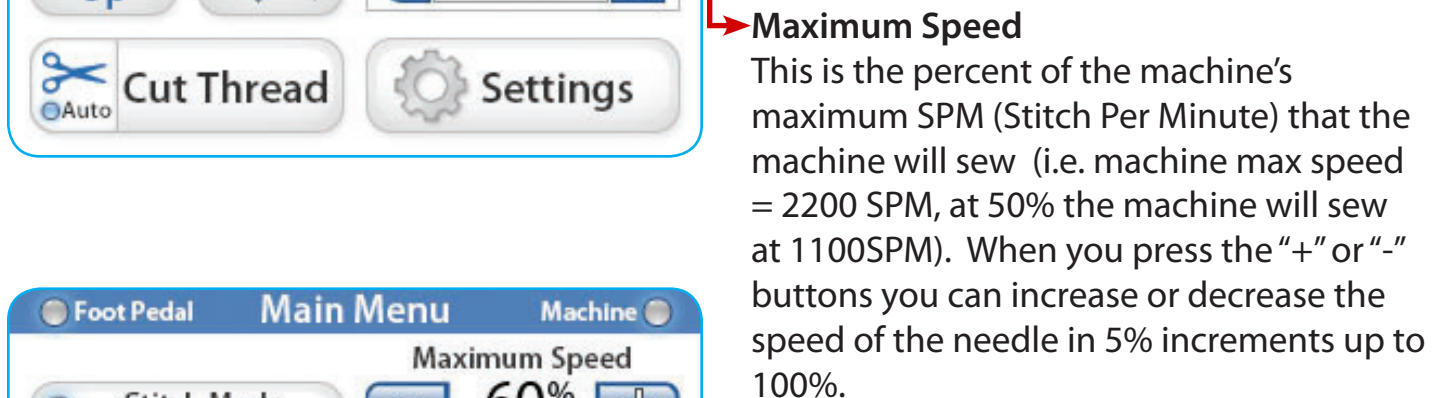 Maximum Speed
This is the percent of the machine’s
maximum SPM (Stitch Per Minute) that the
machine will sew  (i.e. machine max speed
= 2200 SPM, at 50% the machine will sew
at 1100SPM).  When you press the “+” or “-”
buttons you can increase or decrease the
speed of the needle in 5% increments up to
100%.
Cut Thread
Auto
Settings
Foot Pedal Main Menu Machine
Maximum Speed
60%